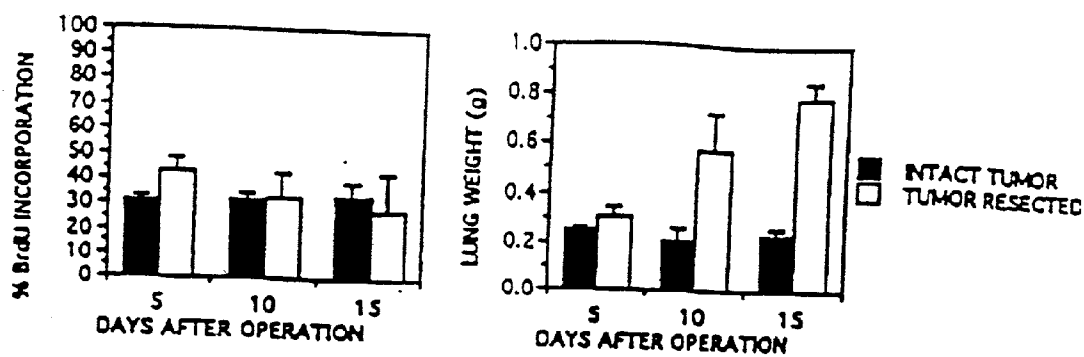 100
90
80
70
60
50
40
30
20
10
0
% BrdU INCORPORATION
5 10 15
DAYS AFTER OPERATION
1.0
0.8
0.6
0.4
0.2
0.0
LUNG WEIGHT (g)
5 10 15
DAYS AFTER OPERATION
INTACT TUMOR
TUMOR RESECTED